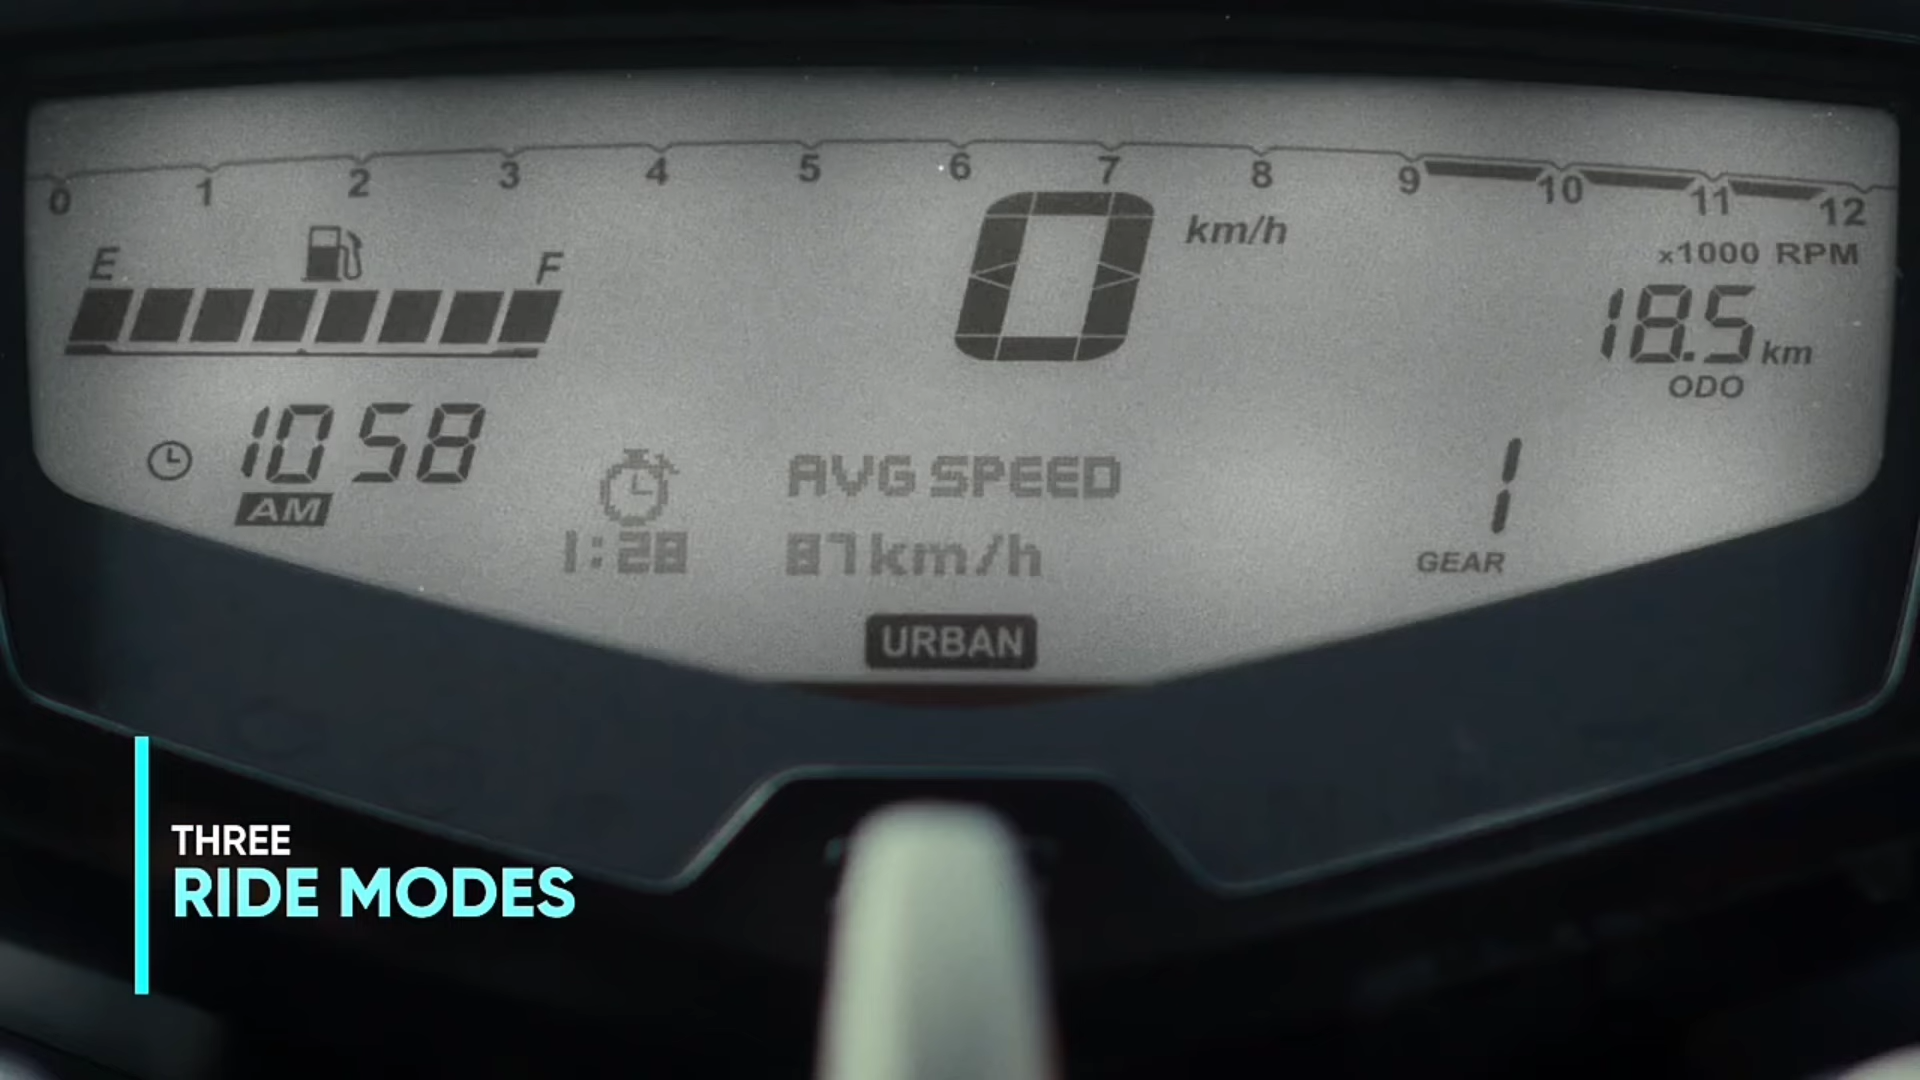 0 1 2 3 4 5 6 7 8 9 10 11 12
x1000 RPM
E F
0 km/h
18.5 km
ODO
10 58
AM
AVG SPEED
1:28
87km/h
1
GEAR
URBAN
THREE
RIDE MODES